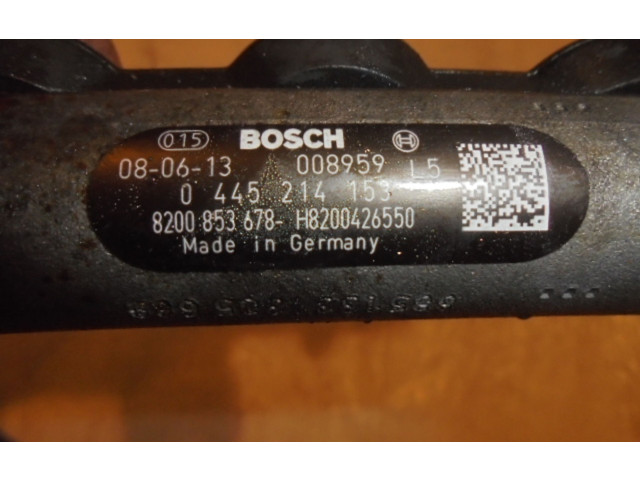 015 BOSCH
08-06-13 008959 L5
0 445 214 153
8200 853 678- H8200426550
Made in Germany